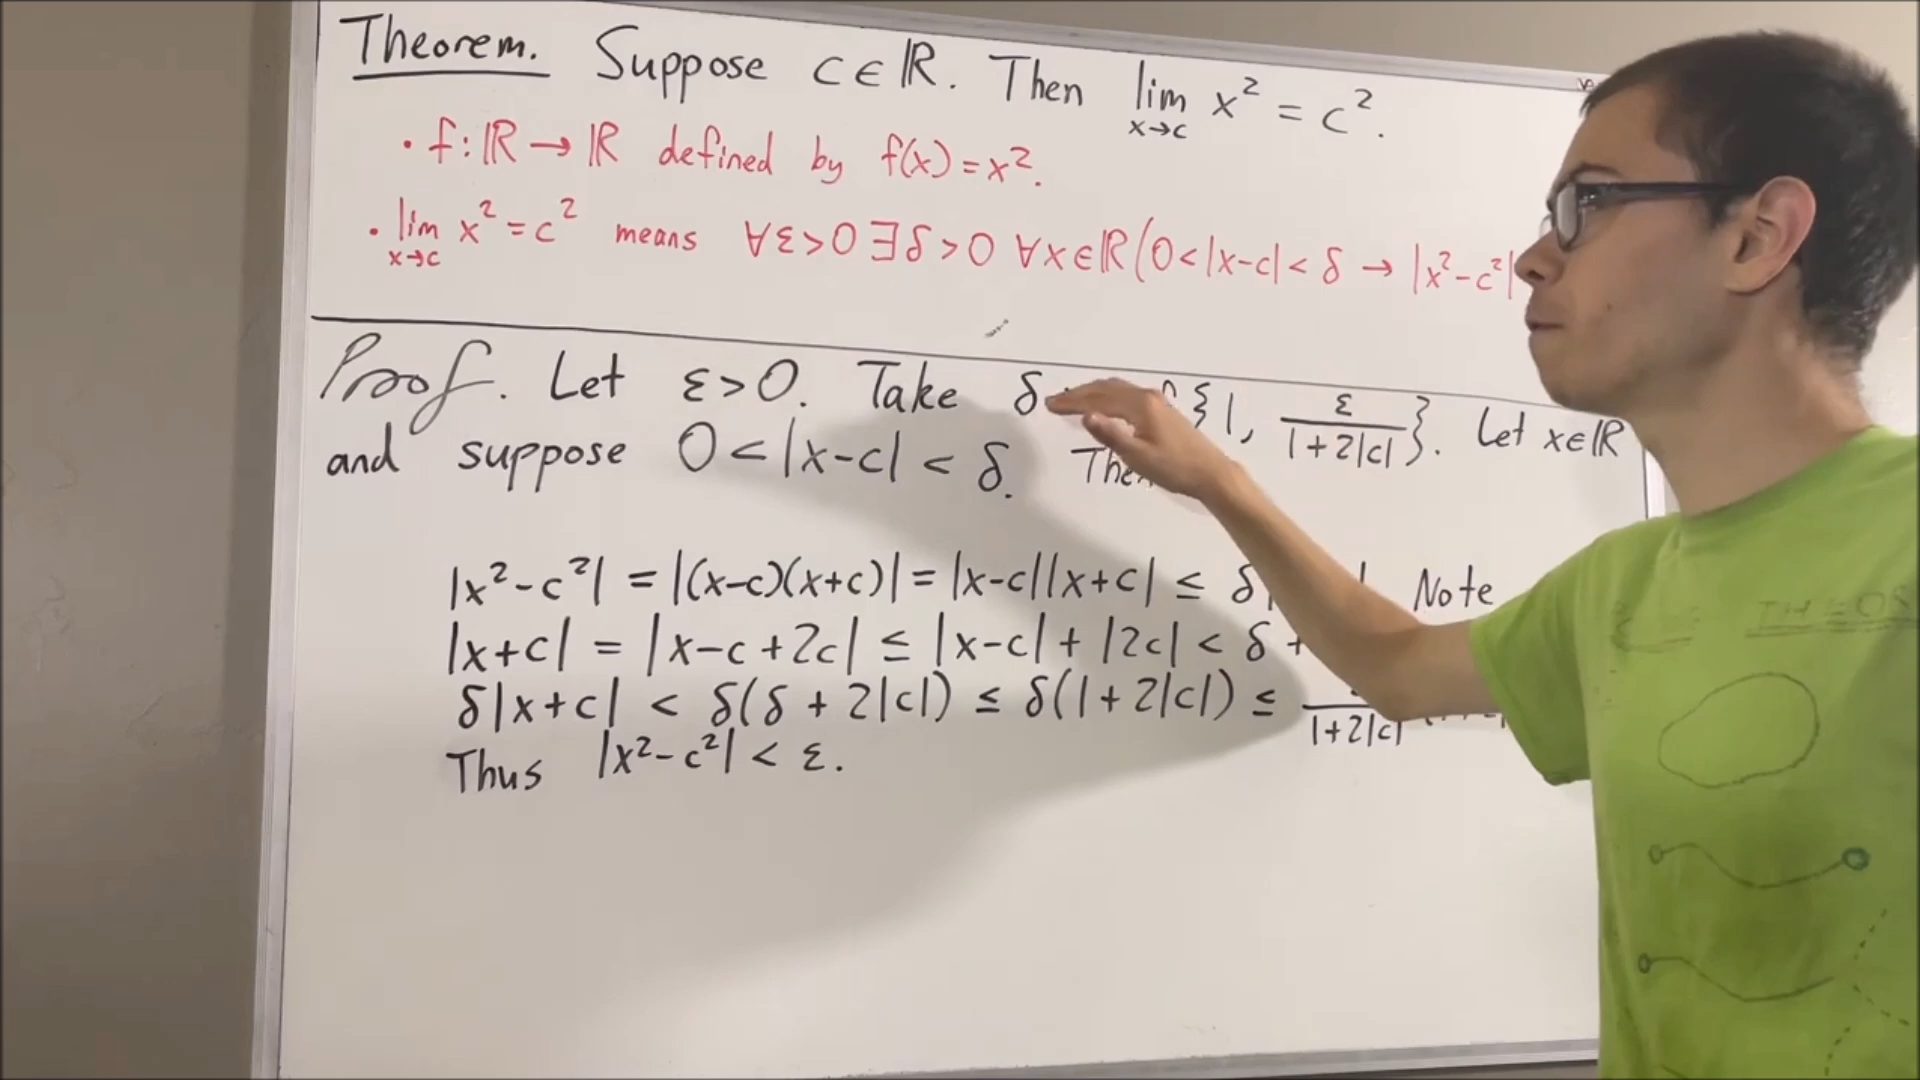 Theorem. Suppose c∈ℝ. Then lim x→c x² = c².
• f:ℝ→ℝ defined by f(x)=x².
• lim x→c x² = c² means ∀ε>0 ∃δ>0 ∀x∈ℝ(0<|x-c|<δ → |x²-c²|
Proof. Let ε>0. Take δ {1, ε/(1+2|c|)}. Let x∈ℝ
and suppose 0<|x-c|<δ. Then
|x²-c²| = |(x-c)(x+c)| = |x-c||x+c| ≤ δ| |. Note
|x+c| = |x-c+2c| ≤ |x-c| + |2c| < δ +
δ|x+c| < δ(δ+2|c|) ≤ δ(1+2|c|) ≤ /(1+2|c|)
Thus |x²-c²| < ε.